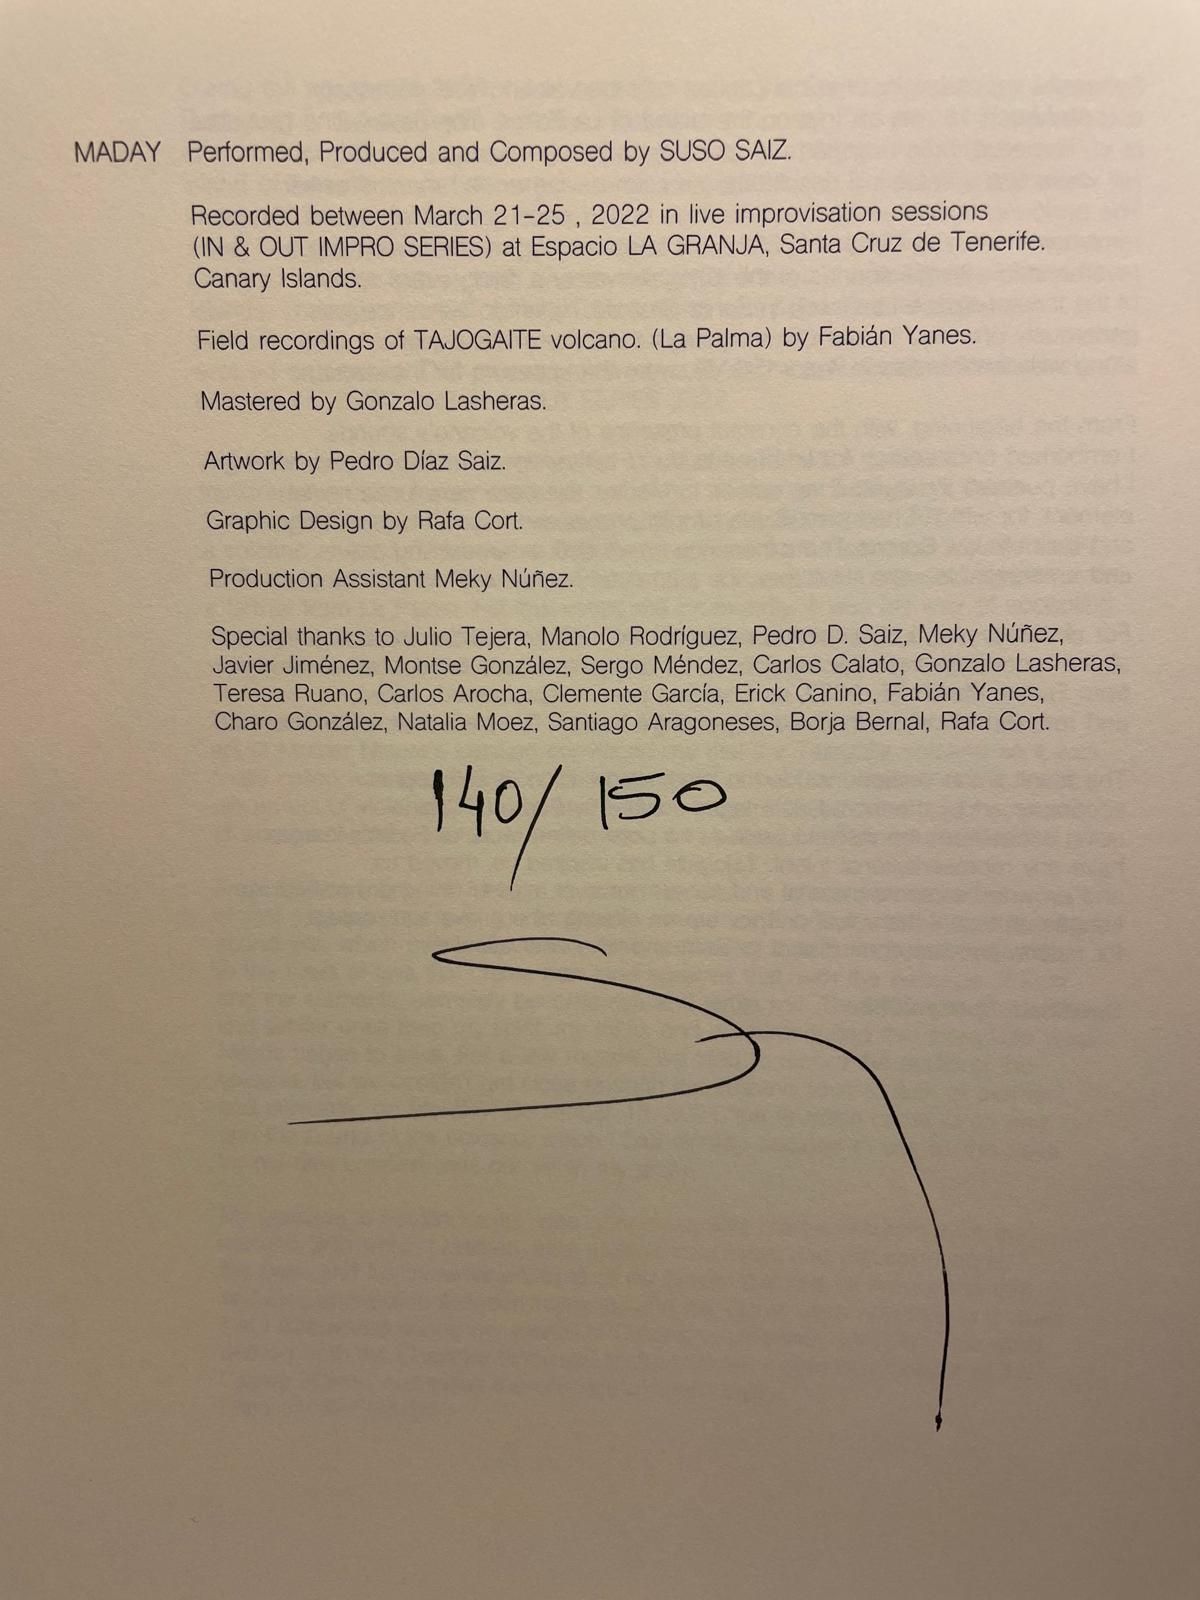 MADAY Performed, Produced and Composed by SUSO SAIZ.
Recorded between March 21-25 , 2022 in live improvisation sessions
(IN & OUT IMPRO SERIES) at Espacio LA GRANJA, Santa Cruz de Tenerife.
Canary Islands.
Field recordings of TAJOGAITE volcano. (La Palma) by Fabián Yanes.
Mastered by Gonzalo Lasheras.
Artwork by Pedro Díaz Saiz.
Graphic Design by Rafa Cort.
Production Assistant Meky Núñez.
Special thanks to Julio Tejera, Manolo Rodríguez, Pedro D. Saiz, Meky Núñez,
Javier Jiménez, Montse González, Sergo Méndez, Carlos Calato, Gonzalo Lasheras,
Teresa Ruano, Carlos Arocha, Clemente García, Erick Canino, Fabián Yanes,
Charo González, Natalia Moez, Santiago Aragoneses, Borja Bernal, Rafa Cort.
140/150